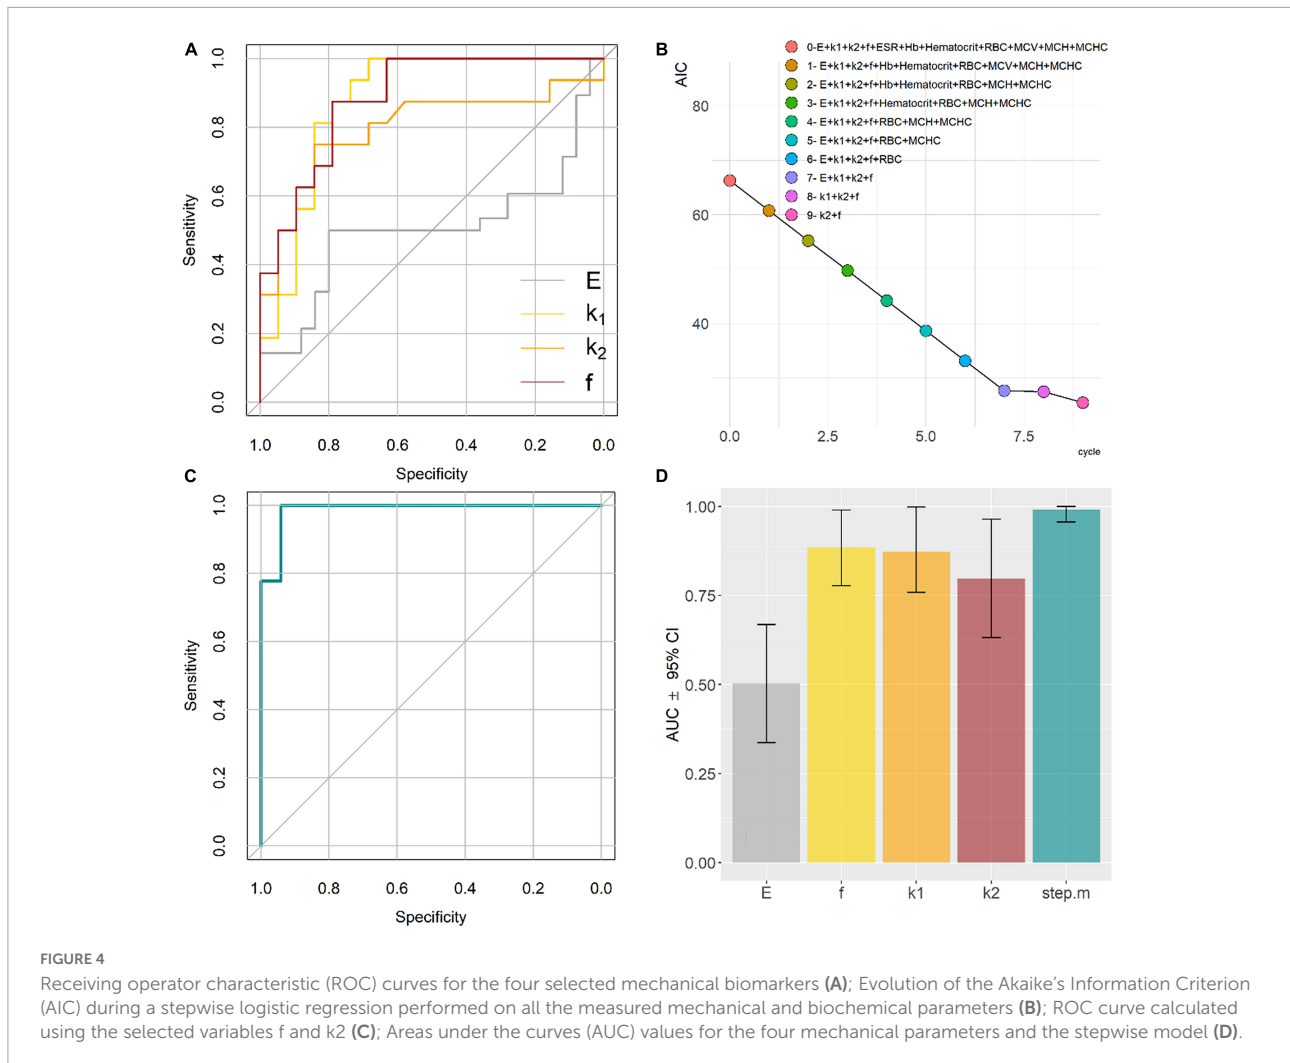 A
1.0
0.8
0.6
0.4
0.2
0.0
Sensitivity
E
k1
k2
f
1.0 0.8 0.6 0.4 0.2 0.0
Specificity
B
AIC
0-E+k1+k2+f+ESR+Hb+Hematocrit+RBC+MCV+MCH+MCHC
1- E+k1+k2+f+Hb+Hematocrit+RBC+MCV+MCH+MCHC
2- E+k1+k2+f+Hb+Hematocrit+RBC+MCH+MCHC
3- E+k1+k2+f+Hematocrit+RBC+MCH+MCHC
4- E+k1+k2+f+RBC+MCH+MCHC
5- E+k1+k2+f+RBC+MCHC
6- E+k1+k2+f+RBC
7- E+k1+k2+f
8- k1+k2+f
9- k2+f
80
60
40
0.0 2.5 5.0 7.5
cycle
C
1.0
0.8
0.6
0.4
0.2
0.0
Sensitivity
1.0 0.8 0.6 0.4 0.2 0.0
Specificity
D
1.00
0.75
0.50
0.25
0.00
AUC ± 95% CI
E f k1 k2 step.m
FIGURE 4
Receiving operator characteristic (ROC) curves for the four selected mechanical biomarkers (A); Evolution of the Akaike's Information Criterion
(AIC) during a stepwise logistic regression performed on all the measured mechanical and biochemical parameters (B); ROC curve calculated
using the selected variables f and k2 (C); Areas under the curves (AUC) values for the four mechanical parameters and the stepwise model (D).